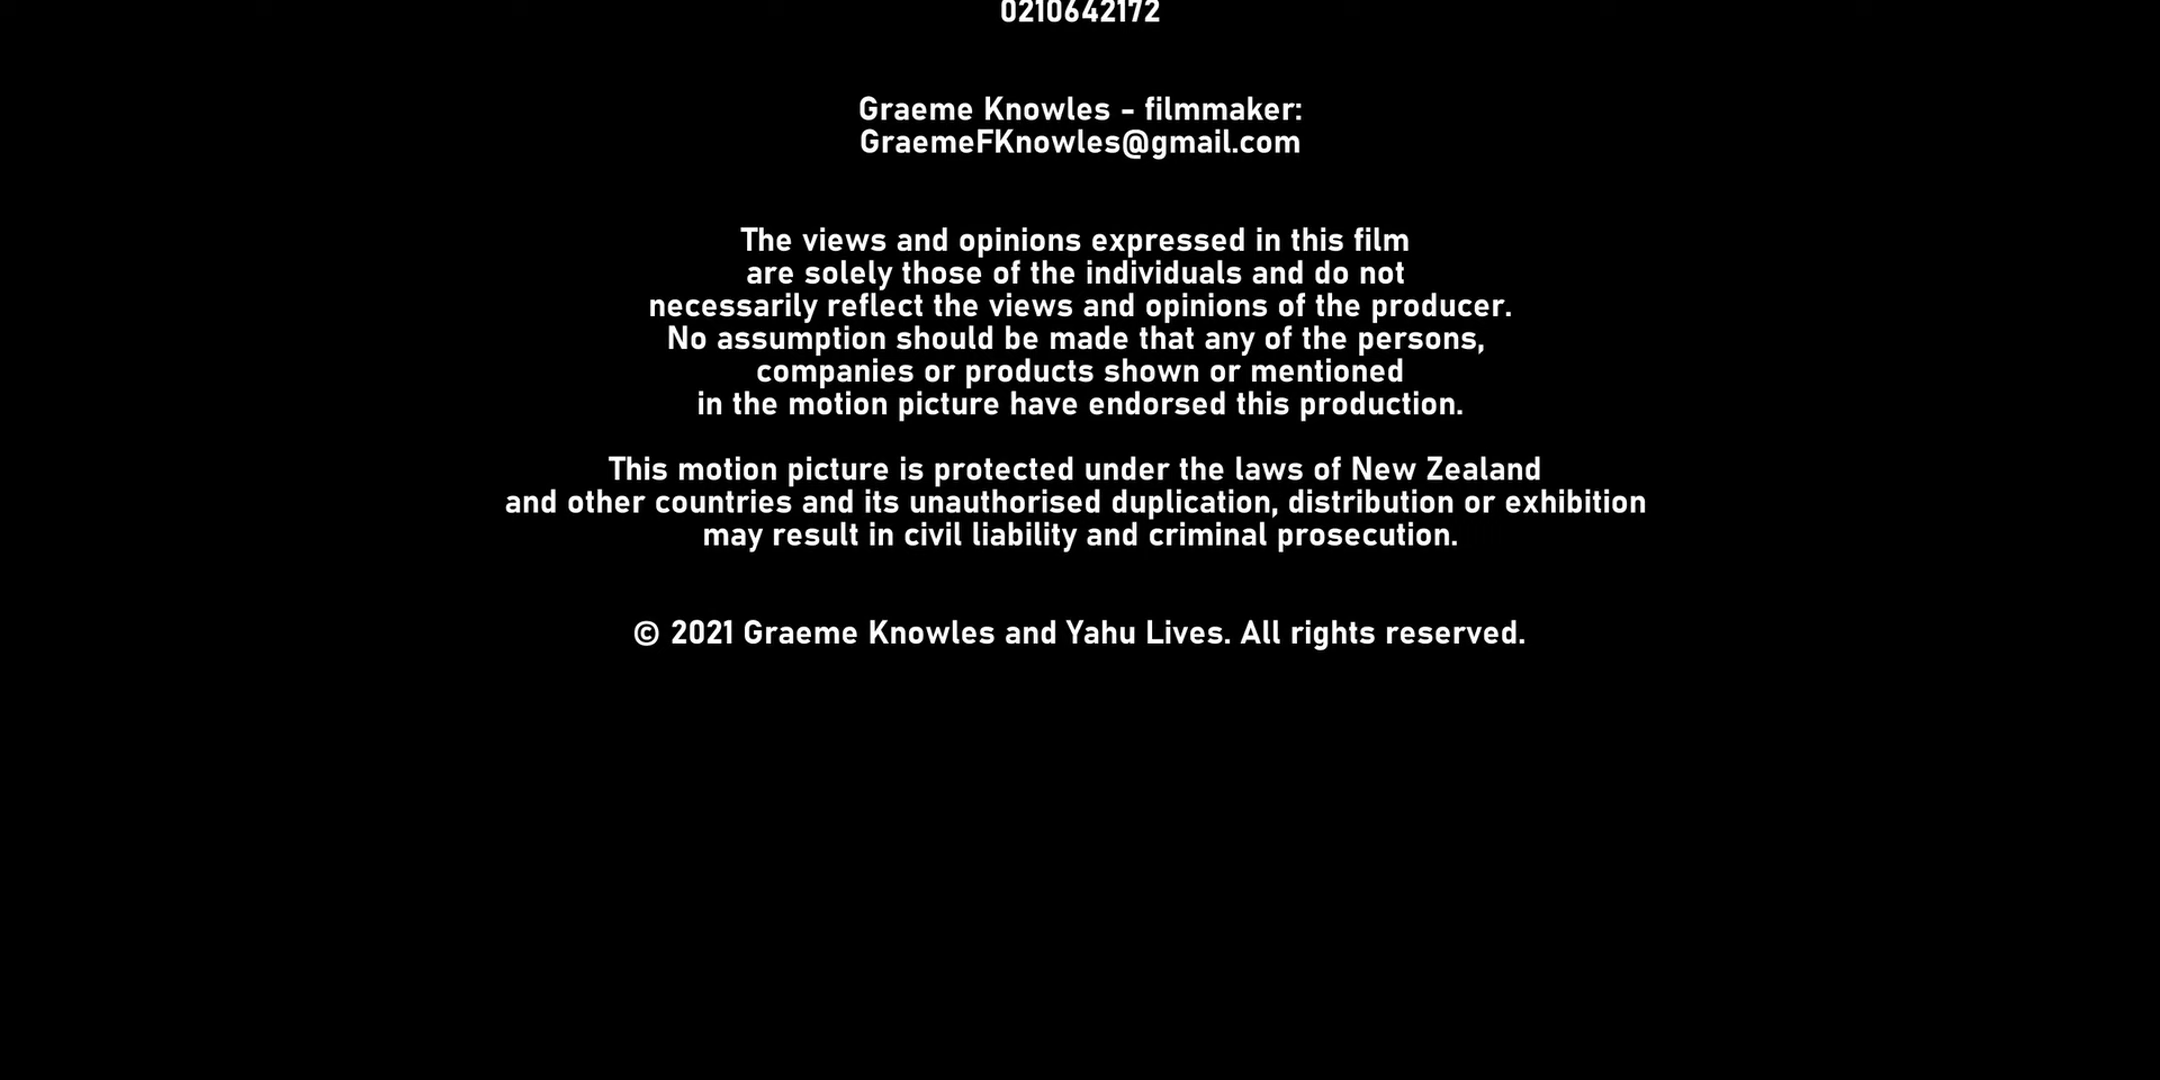 0210642172
Graeme Knowles - filmmaker:
GraemeFKnowles@gmail.com
The views and opinions expressed in this film
are solely those of the individuals and do not
necessarily reflect the views and opinions of the producer.
No assumption should be made that any of the persons,
companies or products shown or mentioned
in the motion picture have endorsed this production.
This motion picture is protected under the laws of New Zealand
and other countries and its unauthorised duplication, distribution or exhibition
may result in civil liability and criminal prosecution.
© 2021 Graeme Knowles and Yahu Lives. All rights reserved.